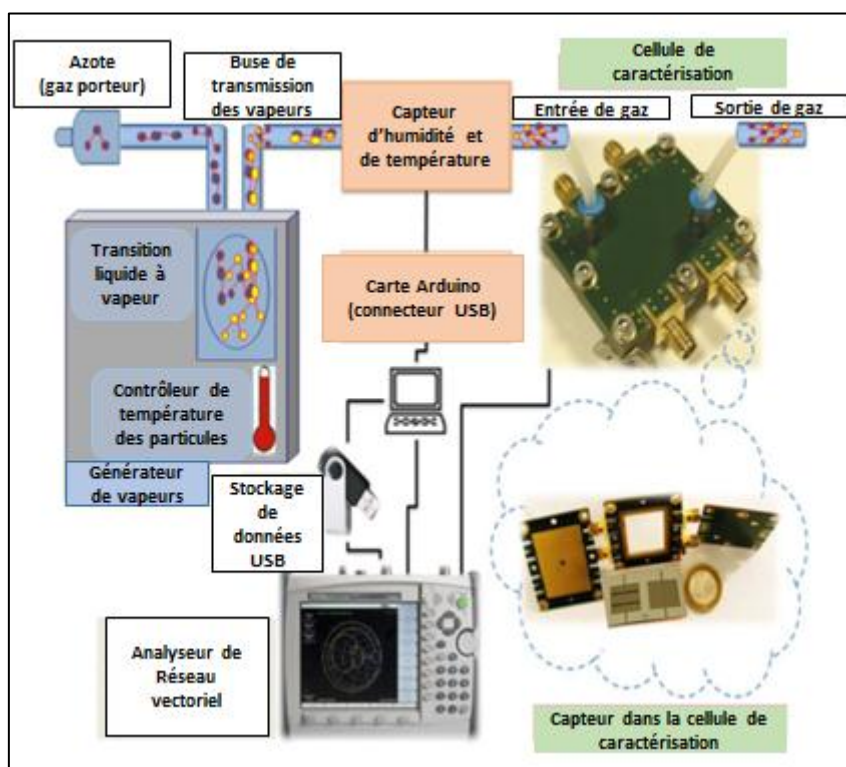 Azote
(gaz porteur)
Buse de
transmission
des vapeurs
Cellule de
caractérisation
Capteur
d'humidité et
de température
Entrée de gaz
Sortie de gaz
Transition
liquide à
vapeur
Carte Arduino
(connecteur USB)
Contrôleur de
température
des particules
Générateur
de vapeurs
Stockage
de
données
USB
Analyseur de
Réseau
vectoriel
Capteur dans la cellule de
caractérisation